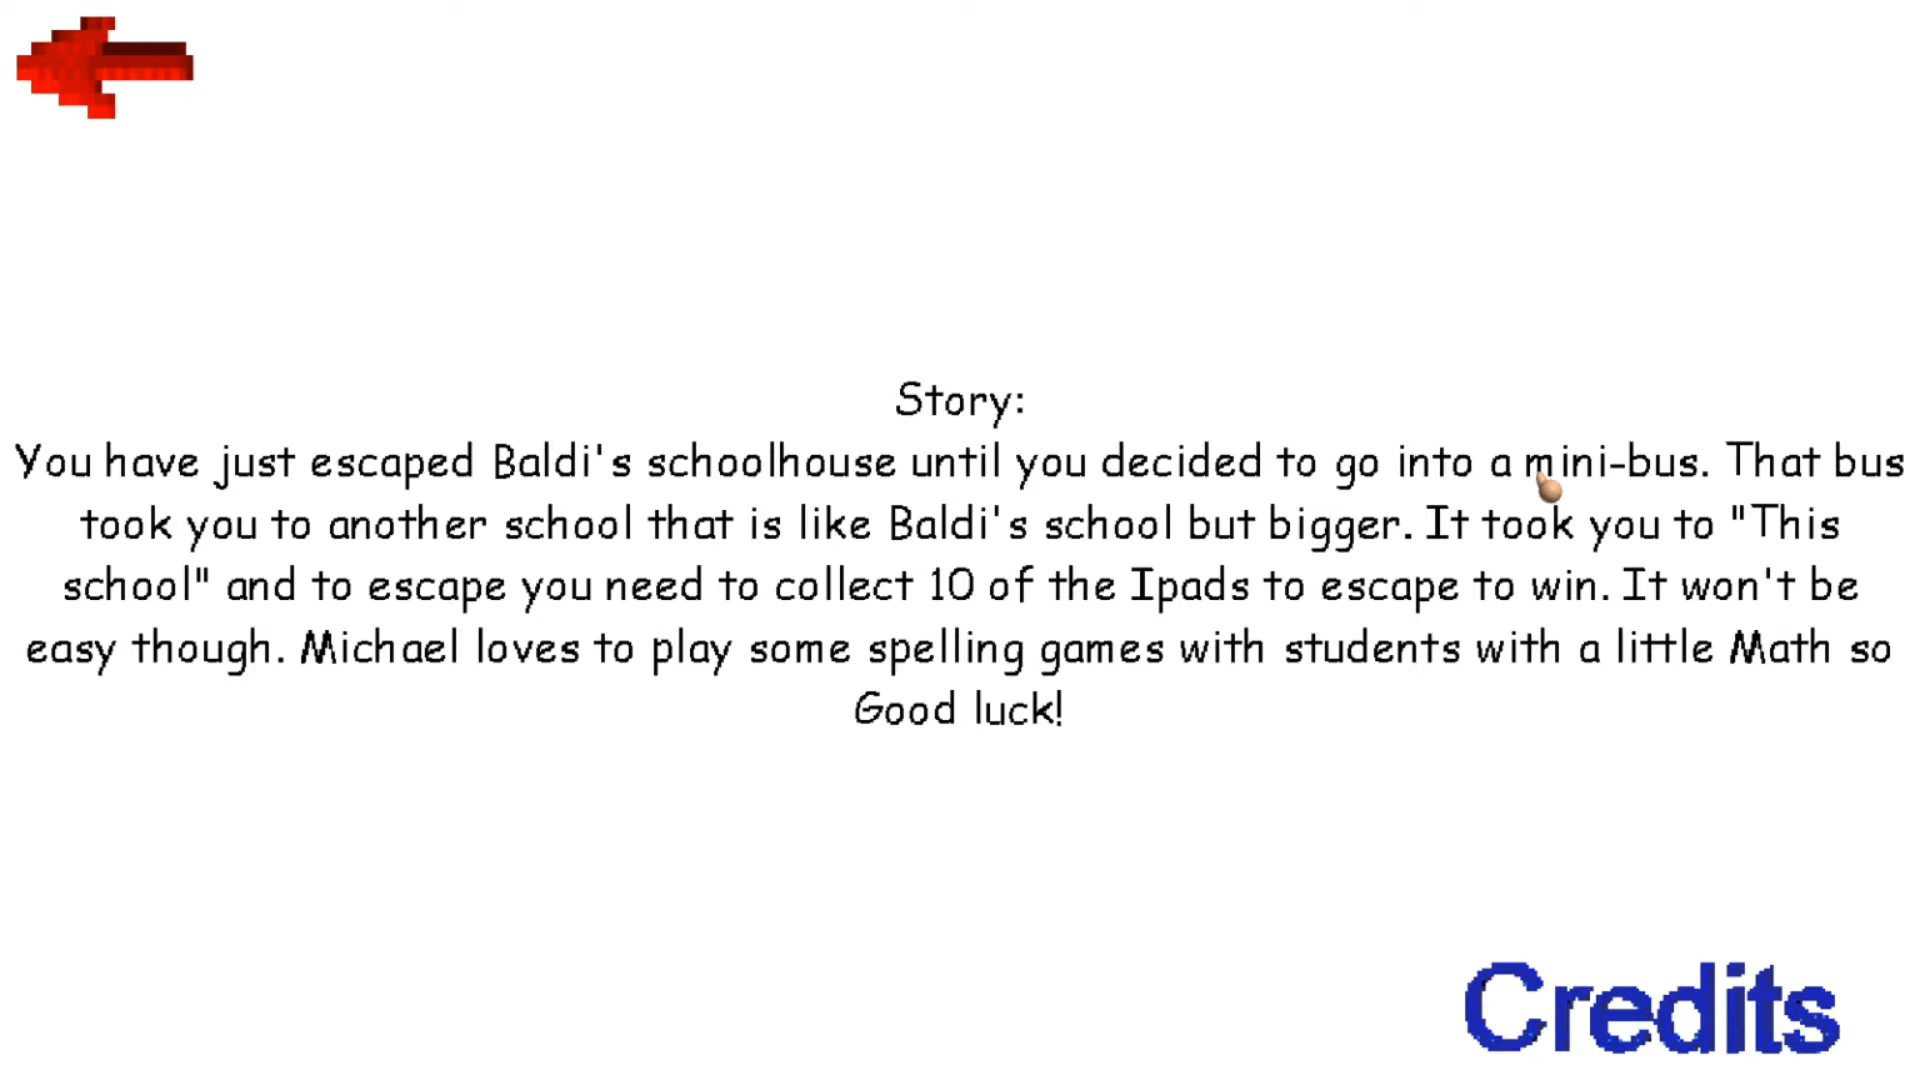 Story:
You have just escaped Baldi's schoolhouse until you decided to go into a mini-bus. That bus
took you to another school that is like Baldi's school but bigger. It took you to "This
school" and to escape you need to collect 10 of the Ipads to escape to win. It won't be
easy though. Michael loves to play some spelling games with students with a little Math so
Good luck!
Credits